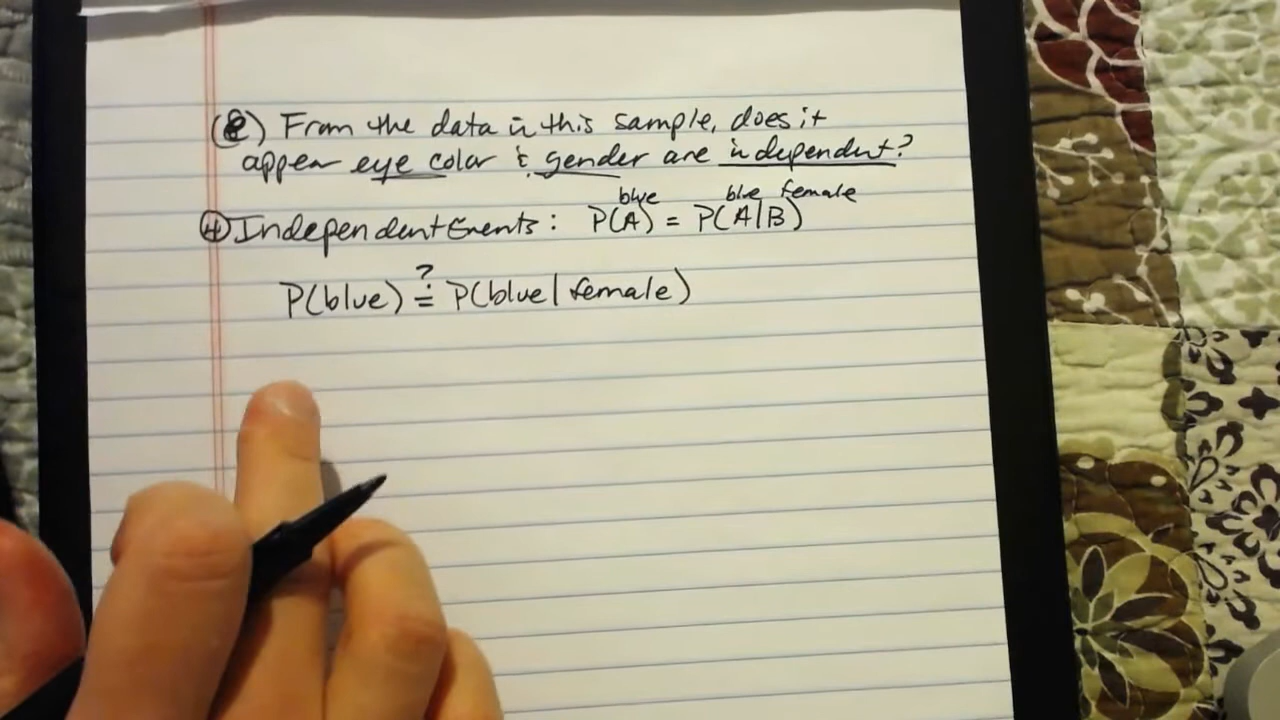 (e) From the data in this sample, does it
appear eye color & gender are independent?
blue blue female
④ Independent Events: P(A) = P(A|B)
?
P(blue) = P(blue | female)